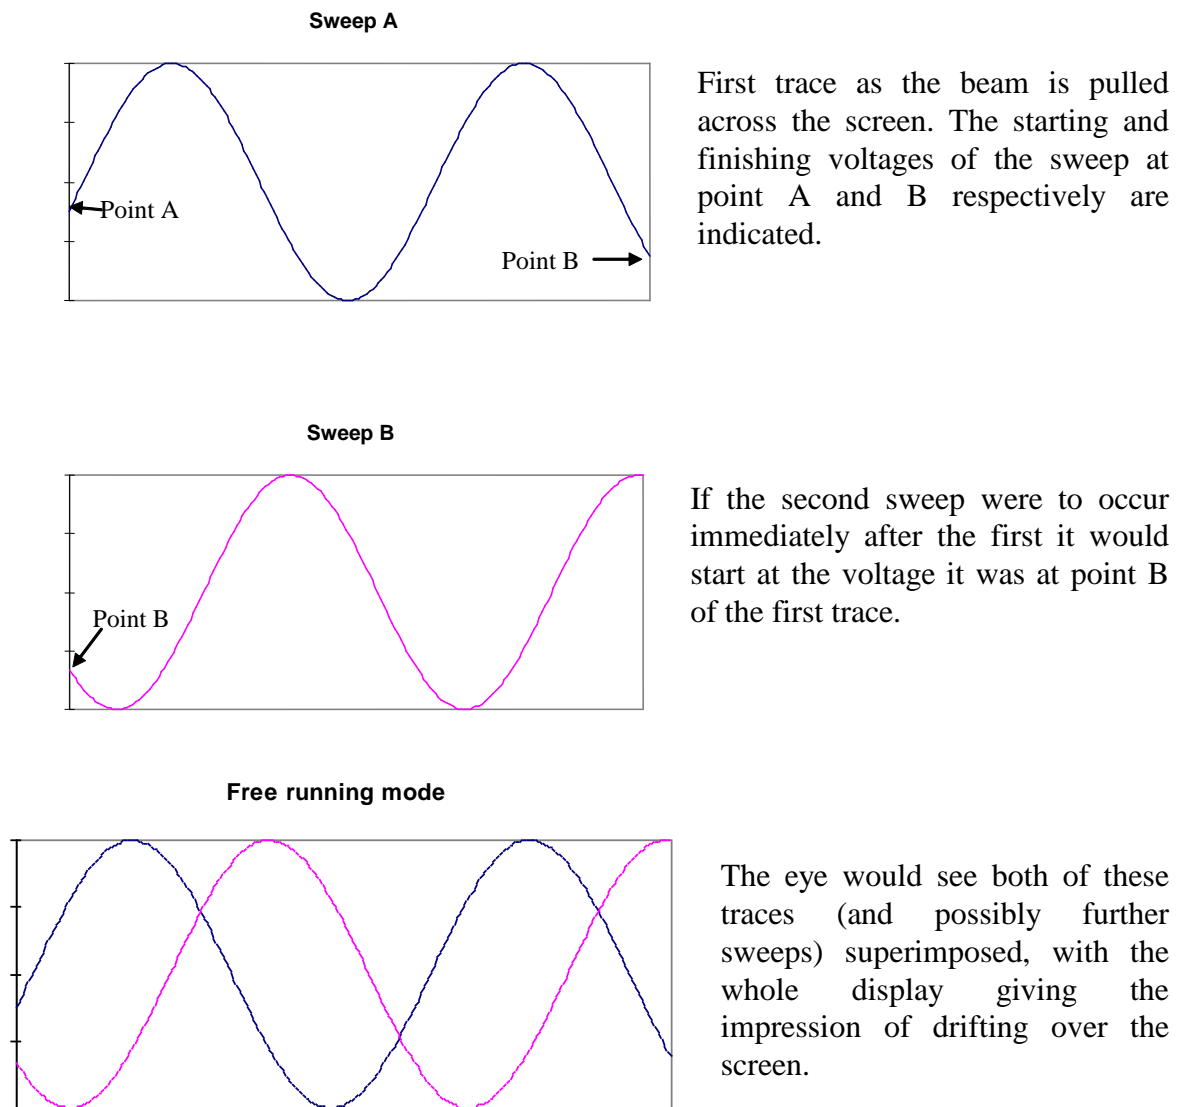 Sweep A
First trace as the beam is pulled
across the screen. The starting and
finishing voltages of the sweep at
point A and B respectively are
indicated.
Point A
Point B
Sweep B
If the second sweep were to occur
immediately after the first it would
start at the voltage it was at point B
of the first trace.
Point B
Free running mode
The eye would see both of these
traces (and possibly further
sweeps) superimposed, with the
whole display giving the
impression of drifting over the
screen.